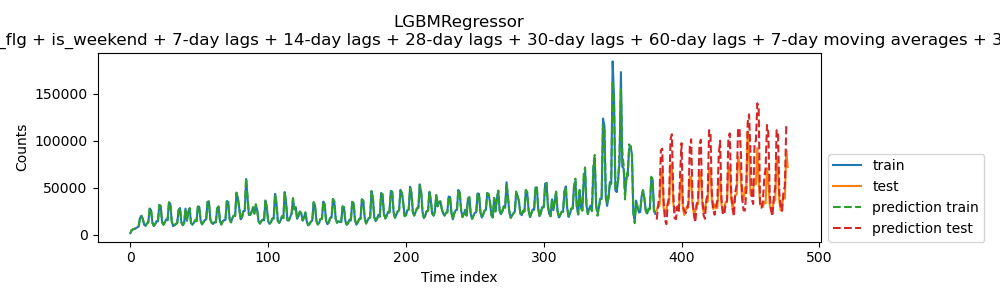 LGBMRegressor
_flg + is_weekend + 7-day lags + 14-day lags + 28-day lags + 30-day lags + 60-day lags + 7-day moving averages + 3
Counts
150000
100000
50000
0
0 100 200 300 400 500
Time index
train
test
prediction train
prediction test